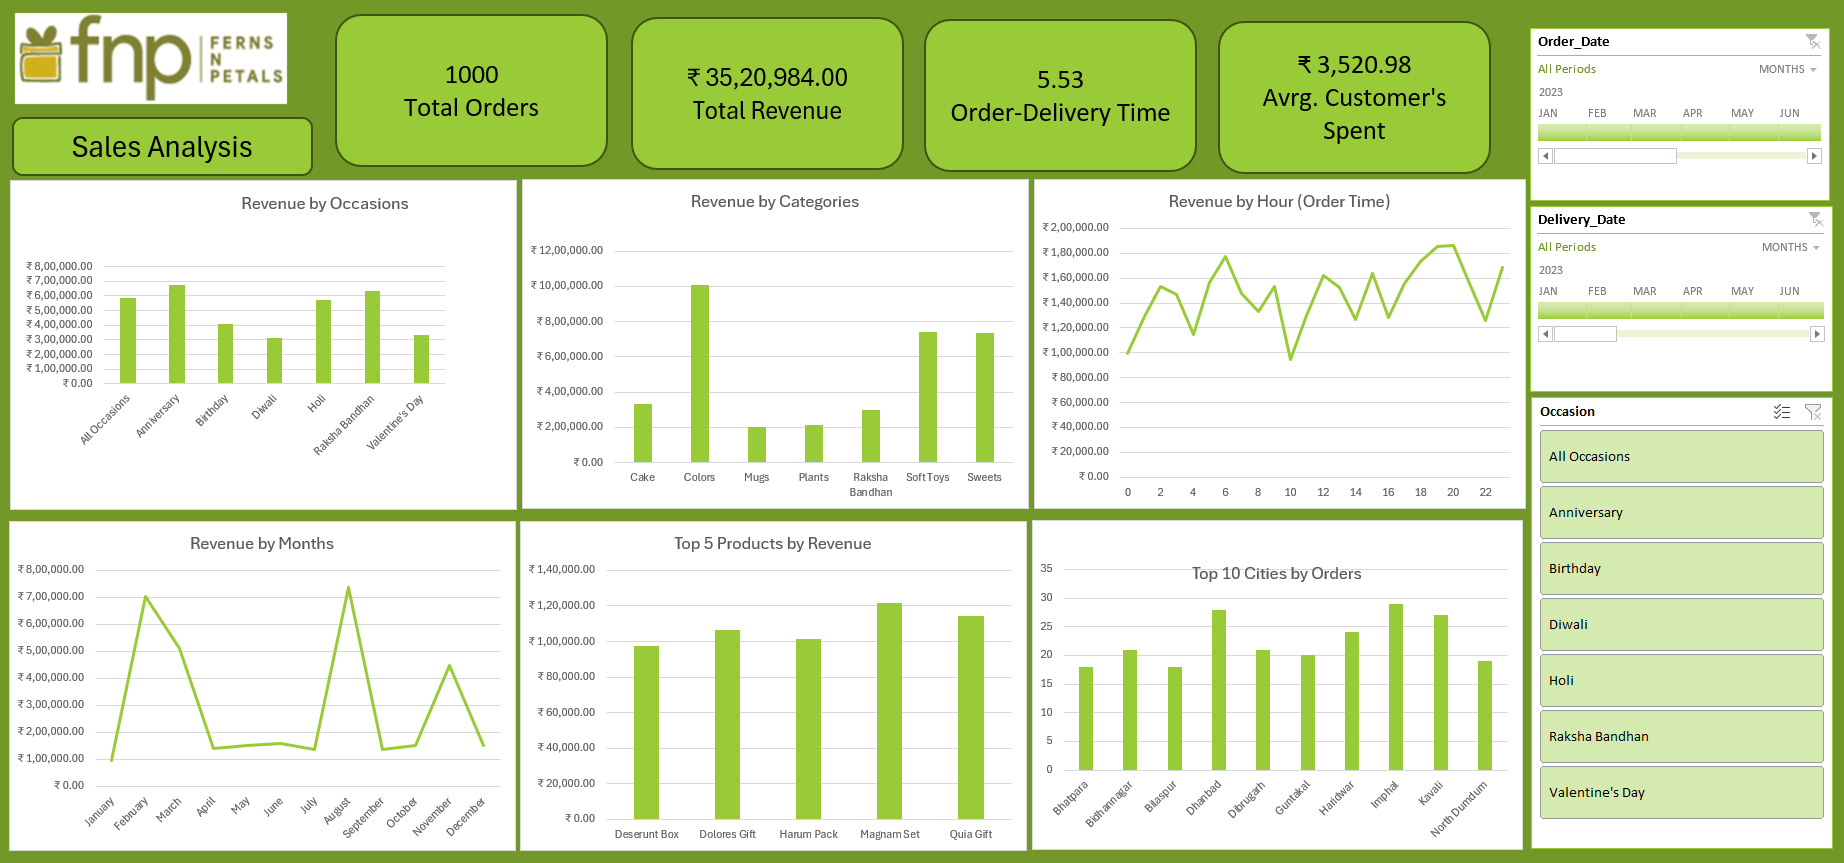 fnp
FERNS
N
PETALS
Sales Analysis
1000
Total Orders
₹ 35,20,984.00
Total Revenue
5.53
Order-Delivery Time
₹ 3,520.98
Avrg. Customer's
Spent
Order_Date
All Periods
MONTHS
2023
JAN FEB MAR APR MAY JUN
Delivery_Date
All Periods
MONTHS
2023
JAN FEB MAR APR MAY JUN
Occasion
All Occasions
Anniversary
Birthday
Diwali
Holi
Raksha Bandhan
Valentine's Day
Revenue by Occasions
₹ 8,00,000.00
₹ 7,00,000.00
₹ 6,00,000.00
₹ 5,00,000.00
₹ 4,00,000.00
₹ 3,00,000.00
₹ 2,00,000.00
₹ 1,00,000.00
₹ 0.00
All Occasions
Anniversary
Birthday
Diwali
Holi
Raksha Bandhan
Valentine's Day
Revenue by Categories
₹ 12,00,000.00
₹ 10,00,000.00
₹ 8,00,000.00
₹ 6,00,000.00
₹ 4,00,000.00
₹ 2,00,000.00
₹ 0.00
Cake
Colors
Mugs
Plants
Raksha
Bandhan
Soft Toys
Sweets
Revenue by Hour (Order Time)
₹ 2,00,000.00
₹ 1,80,000.00
₹ 1,60,000.00
₹ 1,40,000.00
₹ 1,20,000.00
₹ 1,00,000.00
₹ 80,000.00
₹ 60,000.00
₹ 40,000.00
₹ 20,000.00
₹ 0.00
0 2 4 6 8 10 12 14 16 18 20 22
Revenue by Months
₹ 8,00,000.00
₹ 7,00,000.00
₹ 6,00,000.00
₹ 5,00,000.00
₹ 4,00,000.00
₹ 3,00,000.00
₹ 2,00,000.00
₹ 1,00,000.00
₹ 0.00
January
February
March
April
May
June
July
August
September
October
November
December
Top 5 Products by Revenue
₹ 1,40,000.00
₹ 1,20,000.00
₹ 1,00,000.00
₹ 80,000.00
₹ 60,000.00
₹ 40,000.00
₹ 20,000.00
₹ 0.00
Deserunt Box
Dolores Gift
Harum Pack
Magnam Set
Quia Gift
Top 10 Cities by Orders
35
30
25
20
15
10
5
0
Bhatpara
Bidhannagar
Bilaspur
Dhanbad
Dibrugarh
Guntakal
Haridwar
Imphal
Kavali
North Dumdum